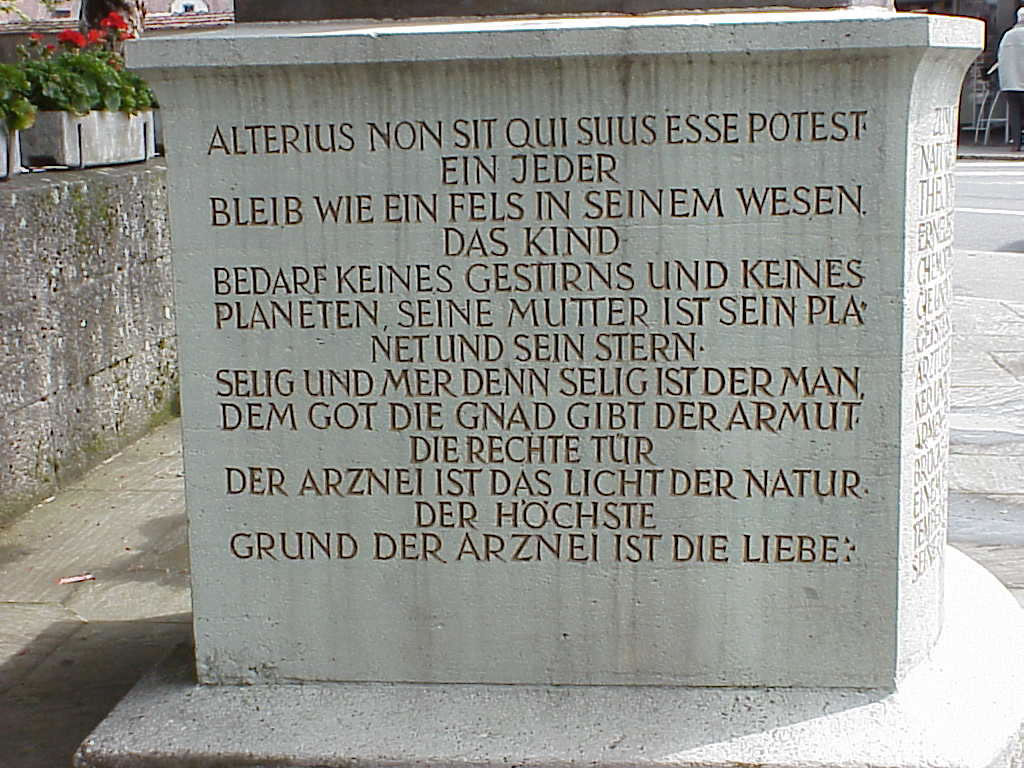 ALTERIUS NON SIT QUI SUUS ESSE POTEST·
EIN JEDER
BLEIB WIE EIN FELS IN SEINEM WESEN.
DAS KIND
BEDARF KEINES GESTIRNS UND KEINES
PLANETEN, SEINE MUTTER IST SEIN PLA·
NET UND SEIN STERN·
SELIG UND MER DENN SELIG IST DER MAN,
DEM GOT DIE GNAD GIBT DER ARMUT·
DIE RECHTE TÜR
DER ARZNEI IST DAS LICHT DER NATUR·
DER HÖCHSTE
GRUND DER ARZNEI IST DIE LIEBE·